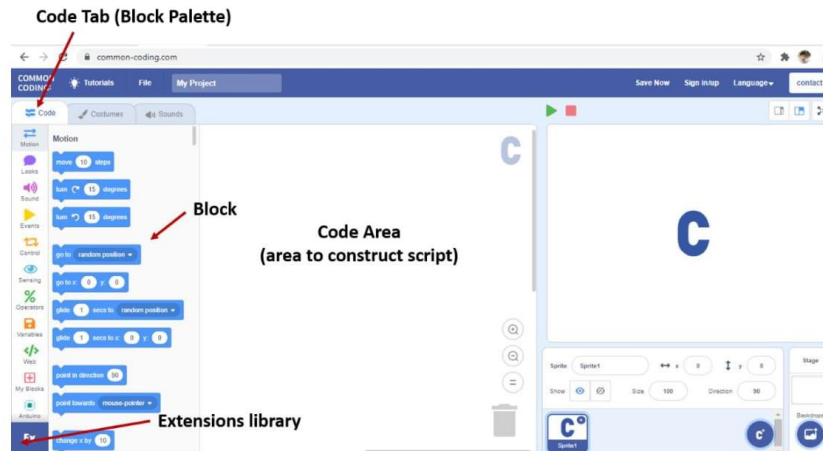 Code Tab (Block Palette)
common-coding.com
COMMON CODING
Tutorials
File
My Project
Save Now
Sign in/up
Language
contact
Code
Costumes
Sounds
Motion
Looks
Sound
Events
Control
Sensing
Operators
Variables
Web
My Blocks
Arduino
Ex
Motion
move 10 steps
turn 15 degrees
turn 15 degrees
go to random position
go to x: 0 y: 0
glide 1 secs to random position
glide 1 secs to x: 0 y: 0
point in direction 90
point towards mouse-pointer
change x by 10
Block
Code Area
(area to construct script)
Extensions library
C
C
Sprite Sprite1 x 0 y 0
Show Size 100 Direction 90
C
Sprite1
Stage
Backdrops